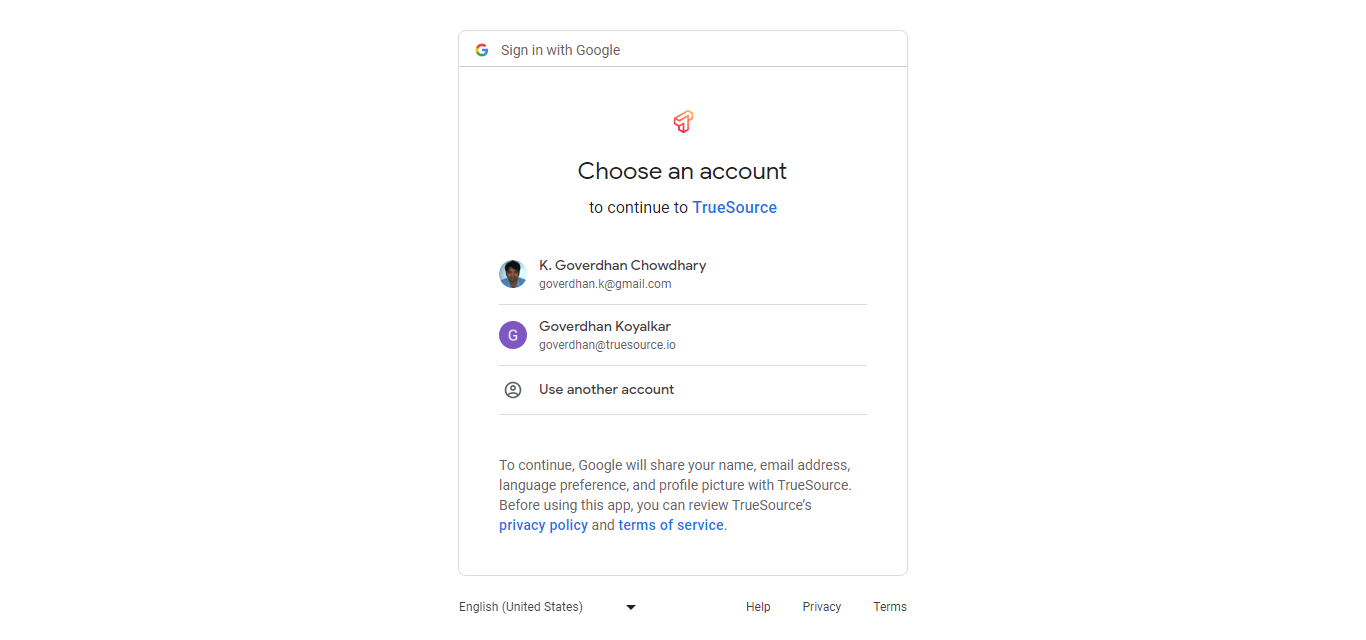 Sign in with Google
Choose an account
to continue to TrueSource
K. Goverdhan Chowdhary
goverdhan.k@gmail.com
G
Goverdhan Koyalkar
goverdhan@truesource.io
Use another account
To continue, Google will share your name, email address,
language preference, and profile picture with TrueSource.
Before using this app, you can review TrueSource’s
privacy policy and terms of service.
English (United States)
Help
Privacy
Terms